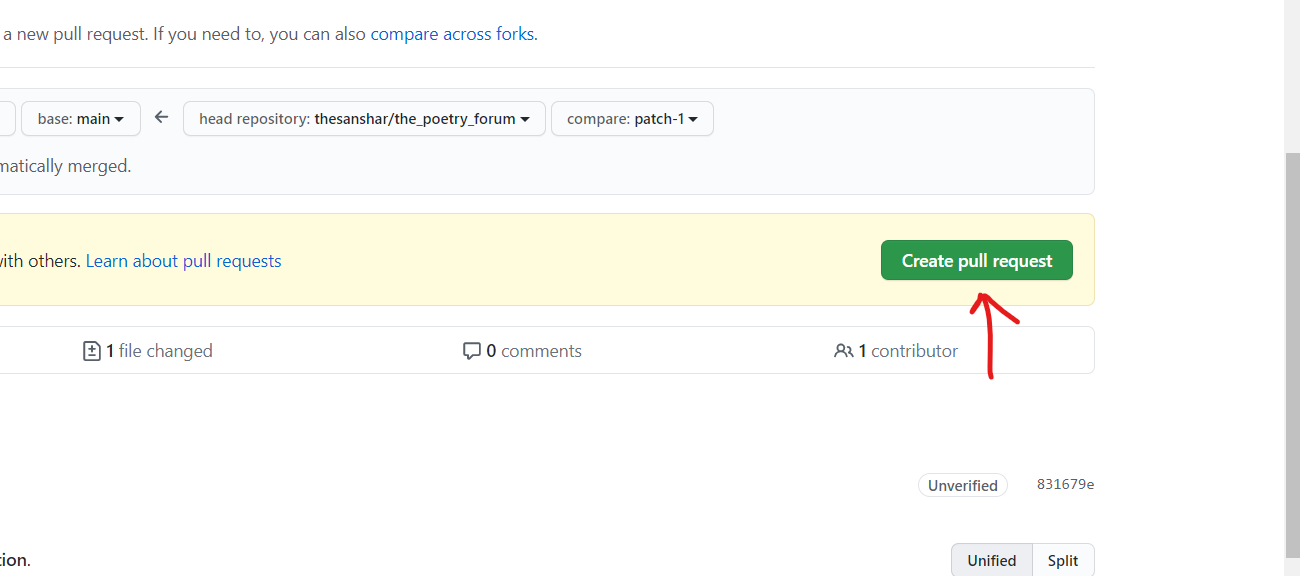 a new pull request. If you need to, you can also compare across forks.
base: main head repository: thesanshar/the_poetry_forum compare: patch-1
matically merged.
with others. Learn about pull requests Create pull request
1 file changed 0 comments 1 contributor
Unverified 831679e
tion. Unified Split